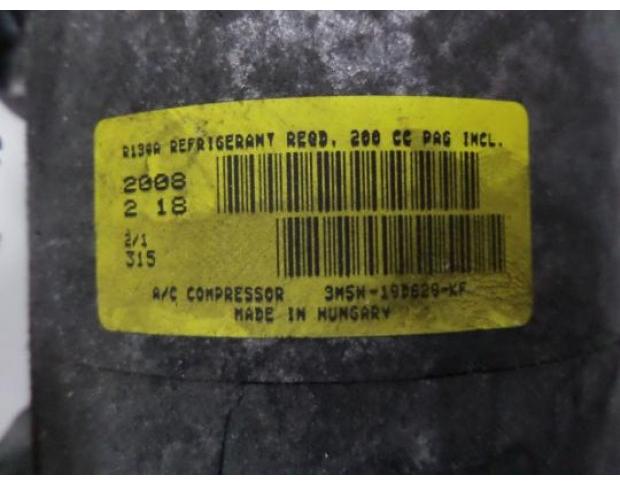 R134A REFRIGERANT REQD, 200 CC PAG INCL.
2008
2 18
2/1
315
A/C COMPRESSOR 3M5H-19D629-KF
MADE IN HUNGARY